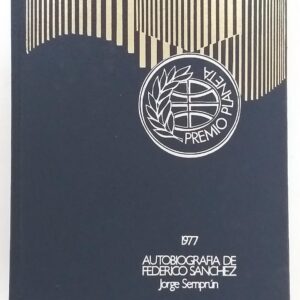 PREMIO PLANETA
1977
AUTOBIOGRAFIA DE
FEDERICO SANCHEZ
Jorge Semprún